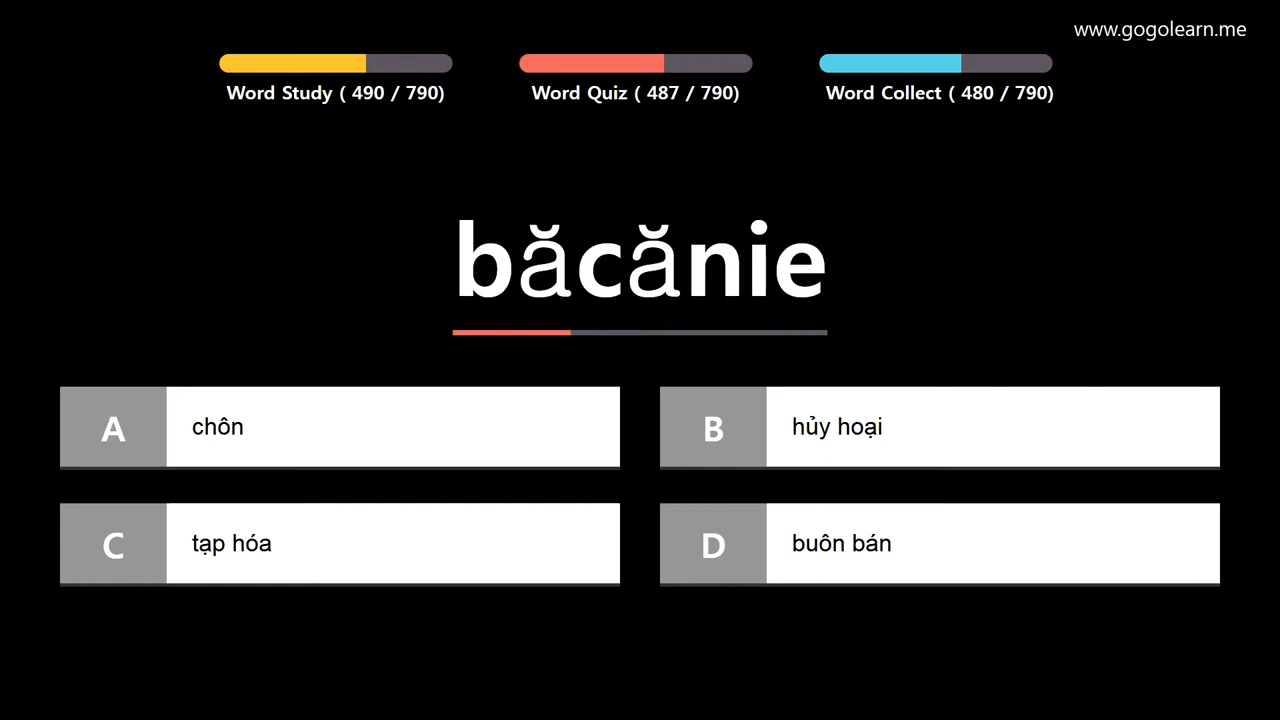 www.gogolearn.me
Word Study ( 490 / 790)
Word Quiz ( 487 / 790)
Word Collect ( 480 / 790)
băcănie
A chôn
B hủy hoại
C tạp hóa
D buôn bán